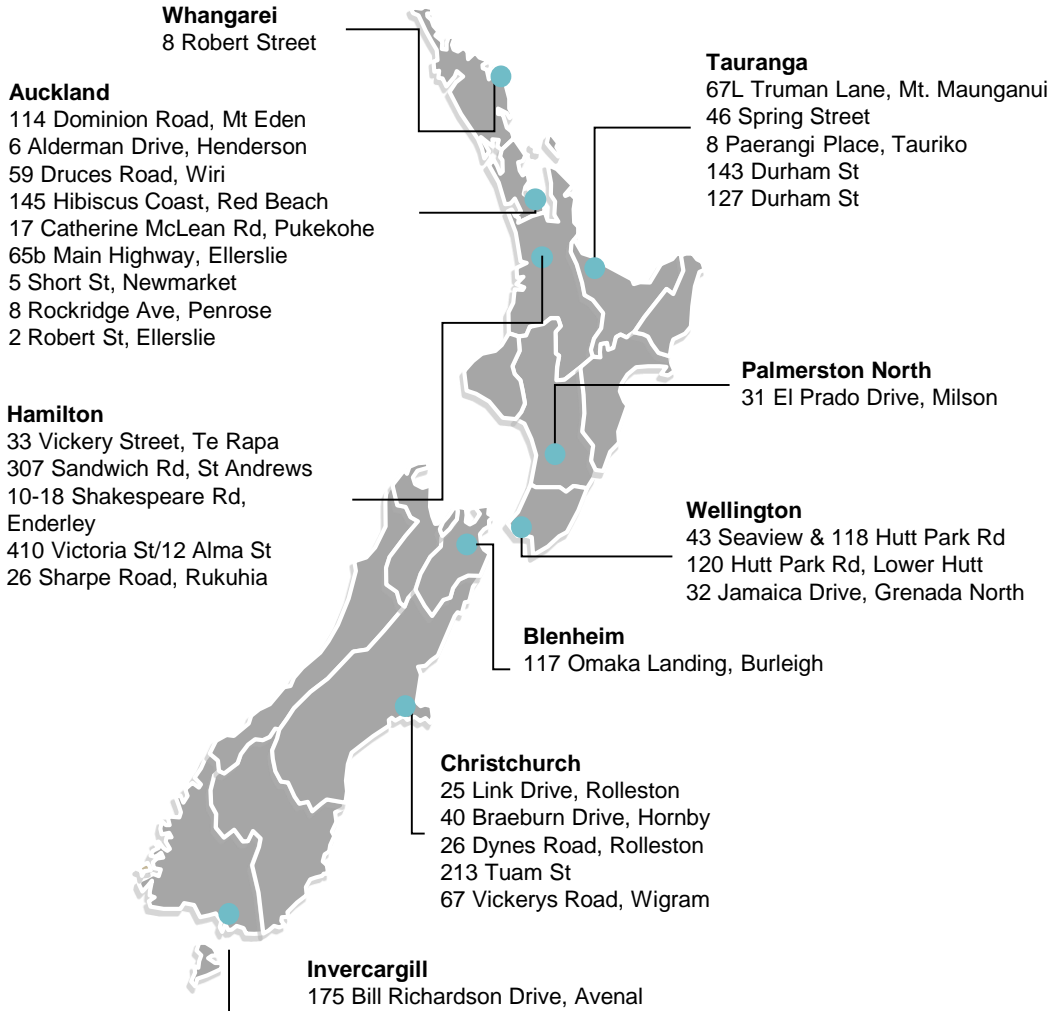 Whangarei
8 Robert Street
Auckland
114 Dominion Road, Mt Eden
6 Alderman Drive, Henderson
59 Druces Road, Wiri
145 Hibiscus Coast, Red Beach
17 Catherine McLean Rd, Pukekohe
65b Main Highway, Ellerslie
5 Short St, Newmarket
8 Rockridge Ave, Penrose
2 Robert St, Ellerslie
Tauranga
67L Truman Lane, Mt. Maunganui
46 Spring Street
8 Paerangi Place, Tauriko
143 Durham St
127 Durham St
Hamilton
33 Vickery Street, Te Rapa
307 Sandwich Rd, St Andrews
10-18 Shakespeare Rd,
Enderley
410 Victoria St/12 Alma St
26 Sharpe Road, Rukuhia
Palmerston North
31 El Prado Drive, Milson
Wellington
43 Seaview & 118 Hutt Park Rd
120 Hutt Park Rd, Lower Hutt
32 Jamaica Drive, Grenada North
Blenheim
117 Omaka Landing, Burleigh
Christchurch
25 Link Drive, Rolleston
40 Braeburn Drive, Hornby
26 Dynes Road, Rolleston
213 Tuam St
67 Vickerys Road, Wigram
Invercargill
175 Bill Richardson Drive, Avenal